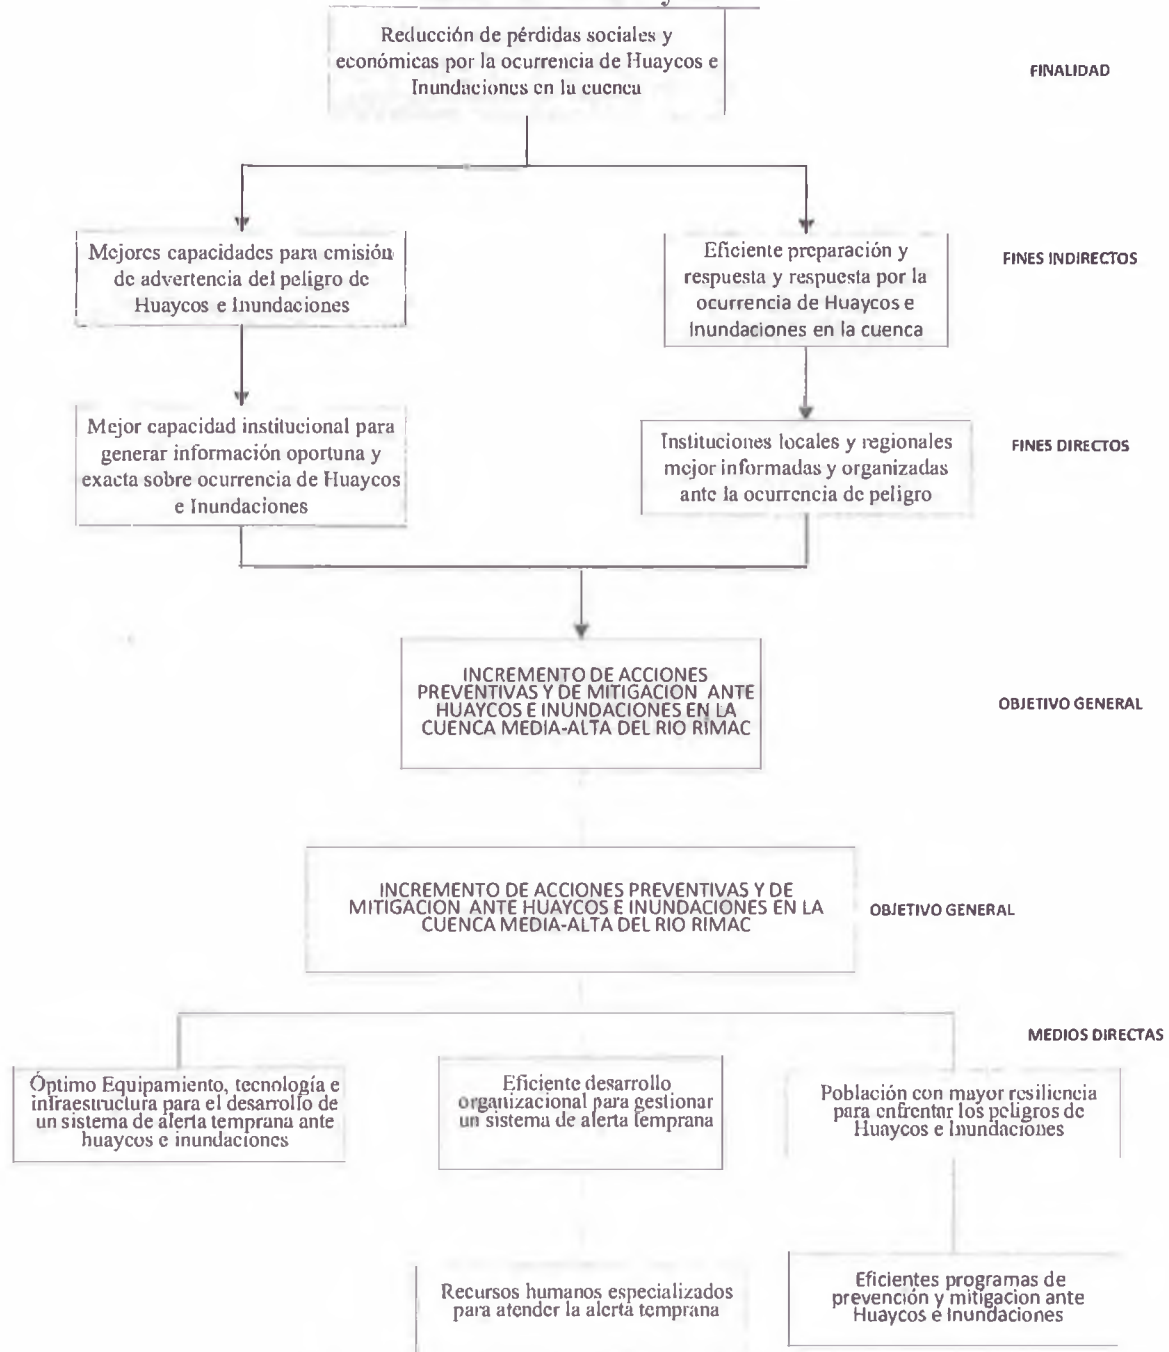 Reducción de pérdidas sociales y
económicas por la ocurrencia de Huaycos e
Inundaciones en la cuenca
FINALIDAD
Mejores capacidades para emisión
de advertencia del peligro de
Huaycos e Inundaciones
Eficiente preparación y
respuesta y respuesta por la
ocurrencia de Huaycos e
Inundaciones en la cuenca
FINES INDIRECTOS
Mejor capacidad institucional para
generar información oportuna y
exacta sobre ocurrencia de Huaycos
e Inundaciones
Instituciones locales y regionales
mejor informadas y organizadas
ante la ocurrencia de peligro
FINES DIRECTOS
INCREMENTO DE ACCIONES
PREVENTIVAS Y DE MITIGACION ANTE
HUAYCOS E INUNDACIONES EN LA
CUENCA MEDIA-ALTA DEL RIO RIMAC
OBJETIVO GENERAL
INCREMENTO DE ACCIONES PREVENTIVAS Y DE
MITIGACION ANTE HUAYCOS E INUNDACIONES EN LA
CUENCA MEDIA-ALTA DEL RIO RIMAC
OBJETIVO GENERAL
MEDIOS DIRECTAS
Óptimo Equipamiento, tecnología e
infraestructura para el desarrollo de
un sistema de alerta temprana ante
huaycos e inundaciones
Eficiente desarrollo
organizacional para gestionar
un sistema de alerta temprana
Población con mayor resiliencia
para enfrentar los peligros de
Huaycos e Inundaciones
Recursos humanos especializados
para atender la alerta temprana
Eficientes programas de
prevención y mitigacion ante
Huaycos e Inundaciones